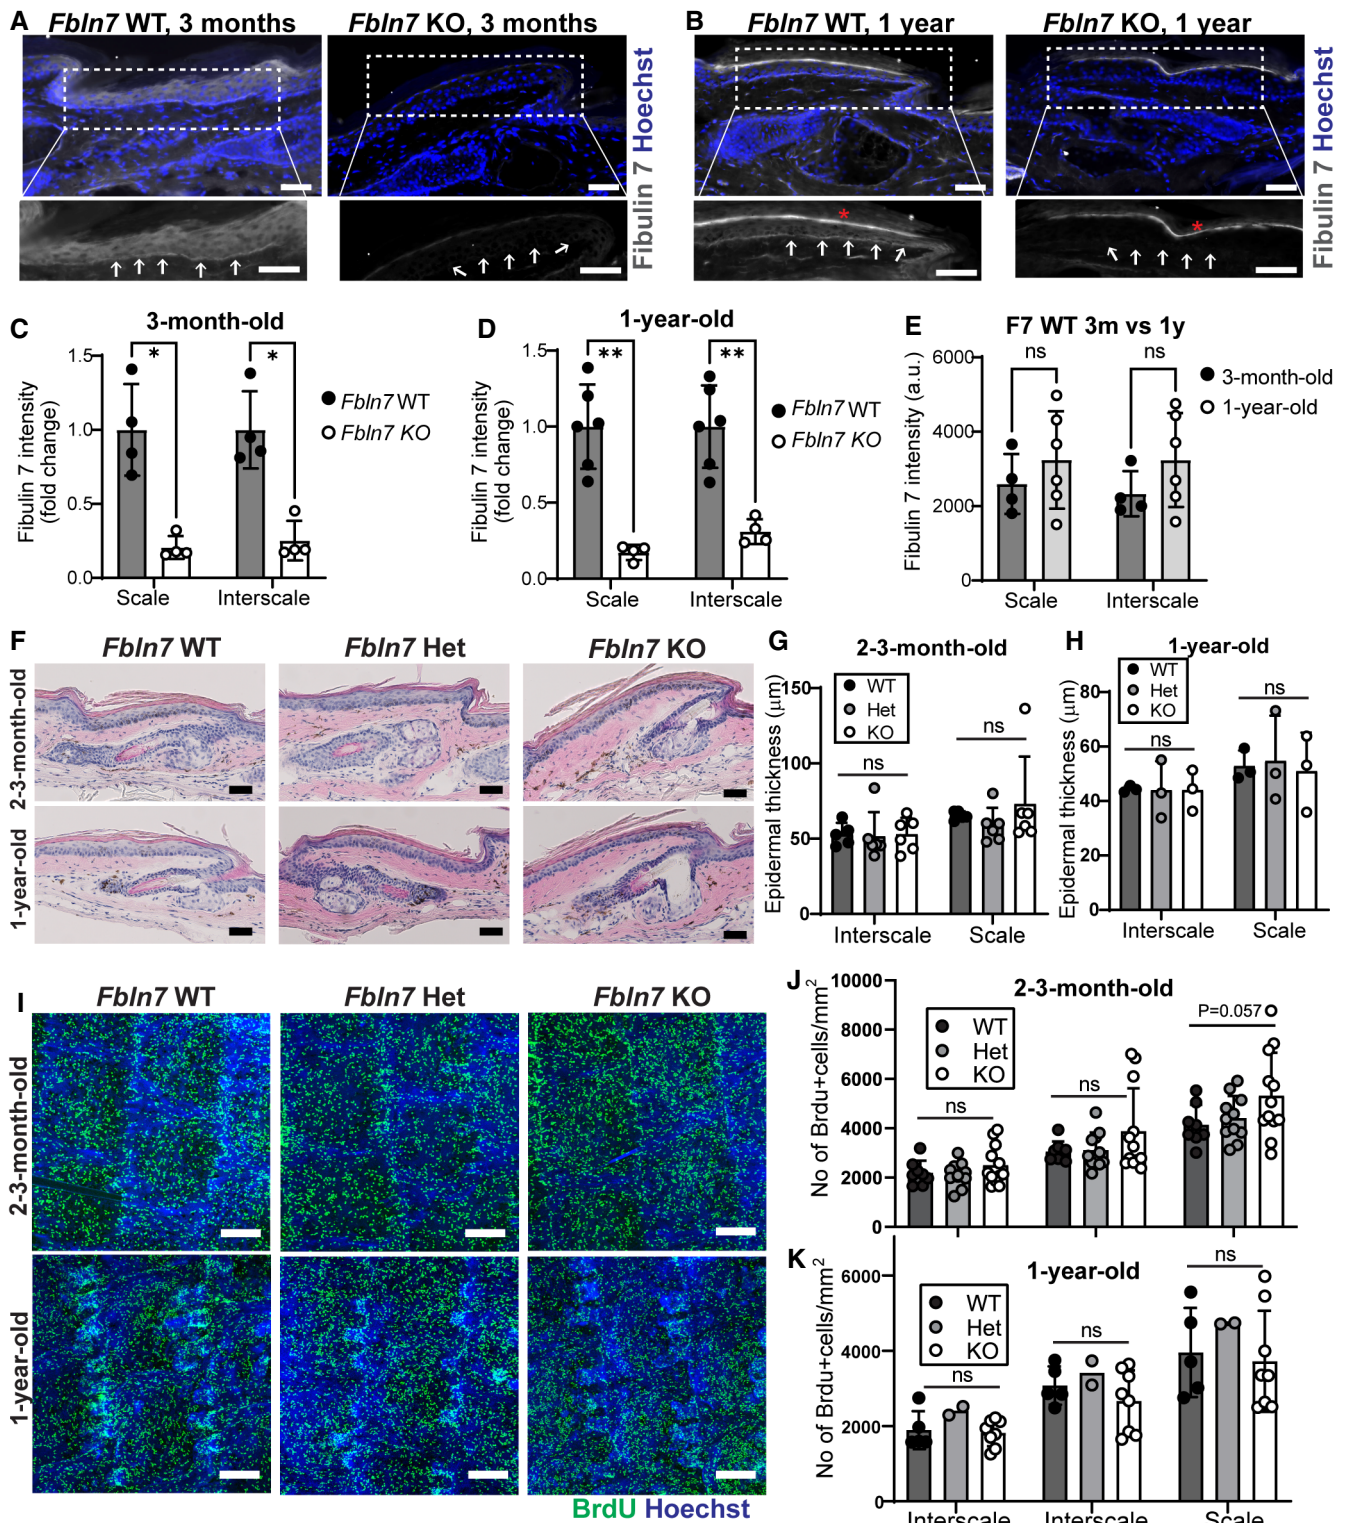 A
Fbln7 WT, 3 months
Fbln7 KO, 3 months
Fibulin 7 Hoechst
Fibulin 7
B
Fbln7 WT, 1 year
Fbln7 KO, 1 year
*
*
Fibulin 7 Hoechst
C
3-month-old
Fibulin 7 intensity
(fold change)
1.5
1.0
0.5
0.0
*
*
Scale
Interscale
Fbln7 WT
Fbln7 KO
D
1-year-old
Fibulin 7 intensity
(fold change)
1.5
1.0
0.5
0.0
**
**
Scale
Interscale
Fbln7 WT
Fbln7 KO
E
F7 WT 3m vs 1y
Fibulin 7 intensity (a.u.)
6000
4000
2000
0
ns
ns
Scale
Interscale
3-month-old
1-year-old
F
Fbln7 WT
Fbln7 Het
Fbln7 KO
2-3-month-old
1-year-old
G
2-3-month-old
Epidermal thickness (μm)
150
100
50
0
WT
Het
KO
ns
ns
Interscale
Scale
H
1-year-old
Epidermal thickness (μm)
80
60
40
20
0
WT
Het
KO
ns
ns
Interscale
Scale
I
Fbln7 WT
Fbln7 Het
Fbln7 KO
2-3-month-old
1-year-old
BrdU Hoechst
J
2-3-month-old
No of Brdu+cells/mm²
10000
8000
6000
4000
2000
0
WT
Het
KO
ns
ns
P=0.057
K
1-year-old
No of Brdu+cells/mm²
6000
4000
2000
0
WT
Het
KO
ns
ns
ns
Interscale
Interscale
Scale